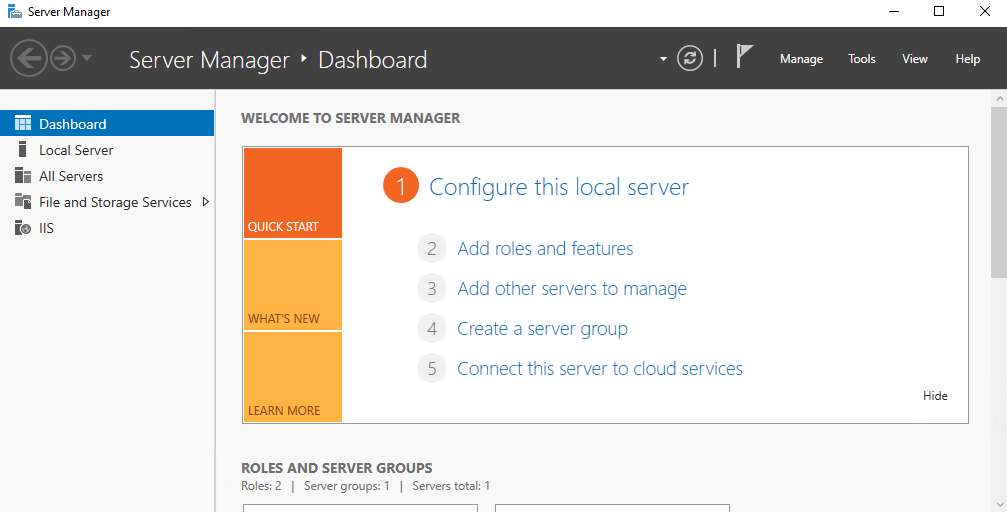 Server Manager
Server Manager ‣ Dashboard
Manage Tools View Help
Dashboard
Local Server
All Servers
File and Storage Services
IIS
WELCOME TO SERVER MANAGER
QUICK START
WHAT'S NEW
LEARN MORE
1 Configure this local server
2 Add roles and features
3 Add other servers to manage
4 Create a server group
5 Connect this server to cloud services
Hide
ROLES AND SERVER GROUPS
Roles: 2 | Server groups: 1 | Servers total: 1